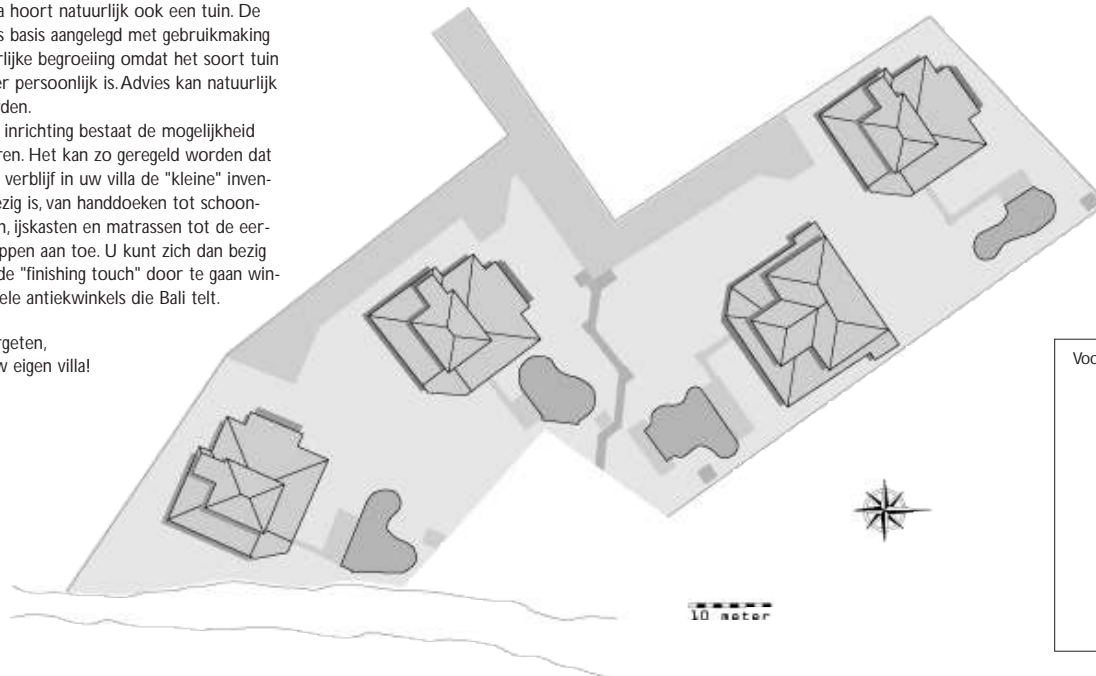 a hoort natuurlijk ook een tuin. De
s basis aangelegd met gebruikmaking
rlijke begroeiing omdat het soort tuin
er persoonlijk is. Advies kan natuurlijk
den.
inrichting bestaat de mogelijkheid
ren. Het kan zo geregeld worden dat
verblijf in uw villa de "kleine" inven-
ezig is, van handdoeken tot schoon-
n, ijskasten en matrassen tot de eer-
ppen aan toe. U kunt zich dan bezig
de "finishing touch" door te gaan win-
ele antiekwinkels die Bali telt.
rgeten,
w eigen villa!
Voo
10 meter